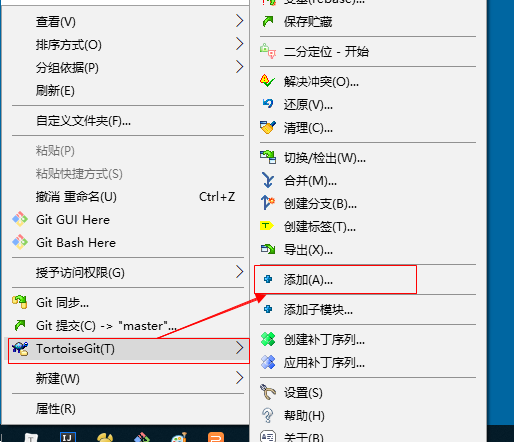 查看(V)
排序方式(O)
分组依据(P)
刷新(E)
自定义文件夹(F)...
粘贴(P)
粘贴快捷方式(S)
撤消 重命名(U) Ctrl+Z
Git GUI Here
Git Bash Here
授予访问权限(G)
Git 同步...
Git 提交(C) -> "master"...
TortoiseGit(T)
新建(W)
属性(R)
变基(rebase)...
保存贮藏
二分定位 - 开始
解决冲突(O)...
还原(V)...
清理(C)...
切换/检出(W)...
合并(M)...
创建分支(B)...
创建标签(T)...
导出(X)...
添加(A)...
添加子模块...
创建补丁序列...
应用补丁序列...
设置(S)
帮助(H)
关于(B)